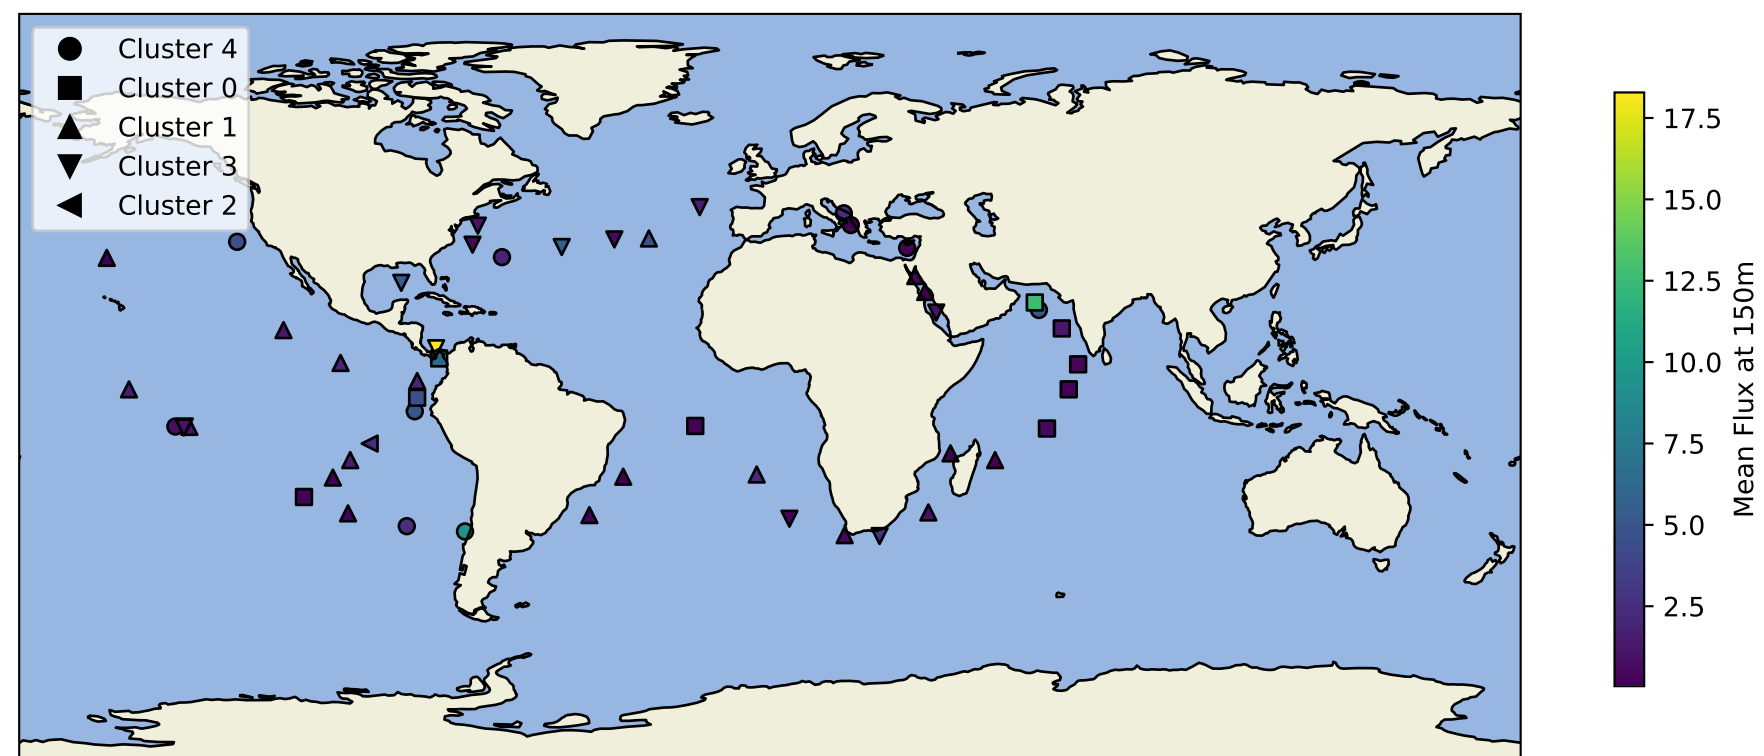 Cluster 4
Cluster 0
Cluster 1
Cluster 3
Cluster 2
17.5
15.0
12.5
10.0
7.5
5.0
2.5
Mean Flux at 150m